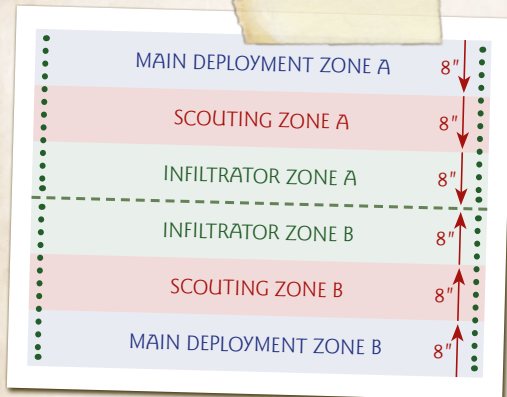 MAIN DEPLOYMENT ZONE A 8"
SCOUTING ZONE A 8"
INFILTRATOR ZONE A 8"
INFILTRATOR ZONE B 8"
SCOUTING ZONE B 8"
MAIN DEPLOYMENT ZONE B 8"